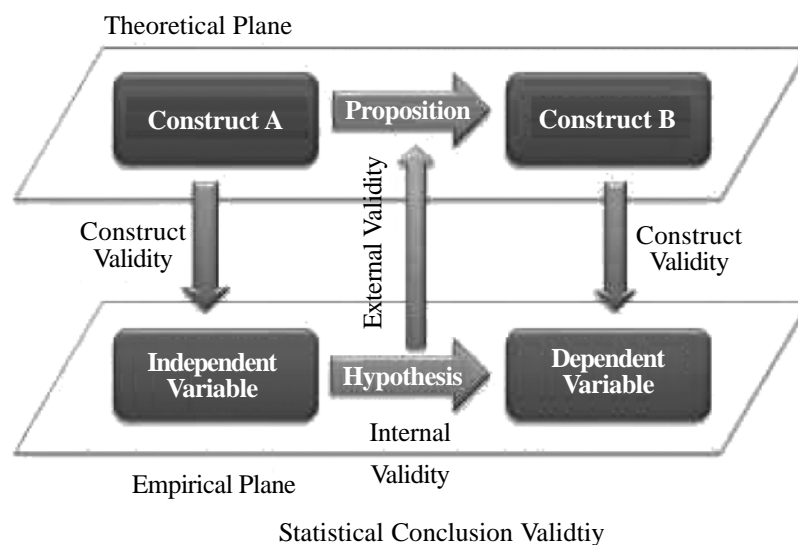 Theoretical Plane
Construct A
Proposition
Construct B
Construct
Validity
External Validity
Construct
Validity
Independent
Variable
Hypothesis
Dependent
Variable
Internal
Validity
Empirical Plane
Statistical Conclusion Validtiy